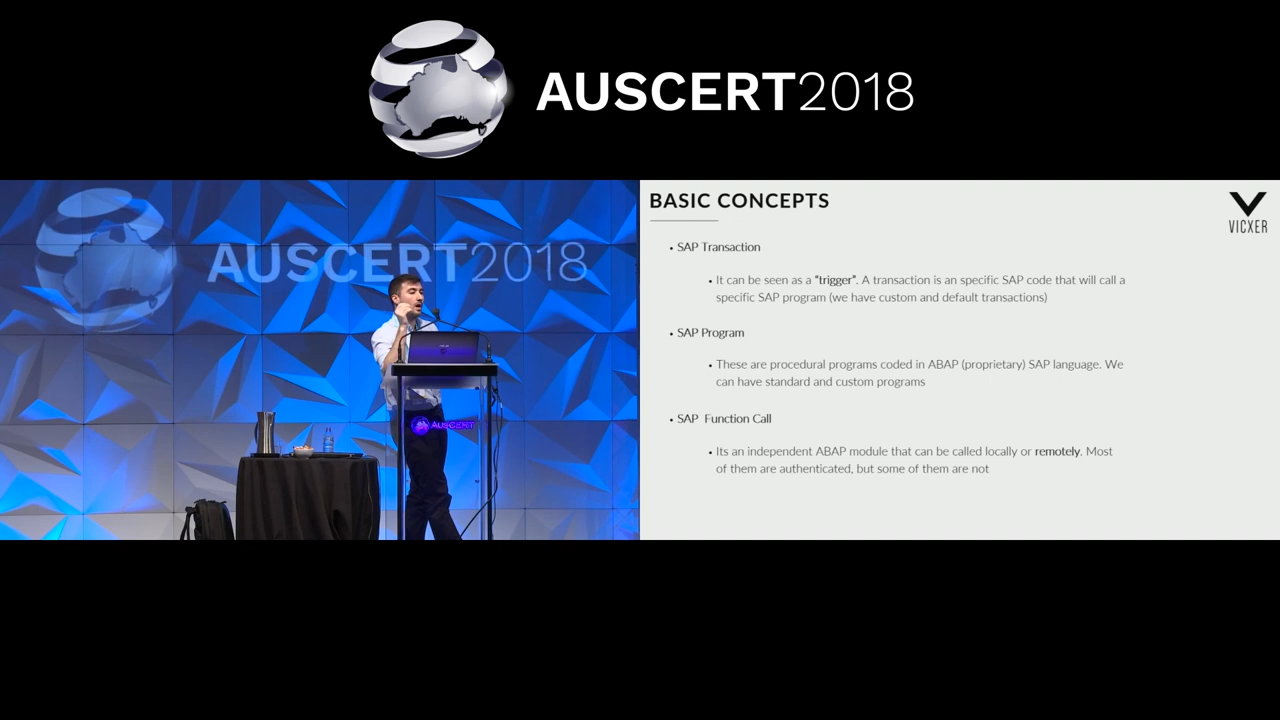 AUSCERT2018
AUSCERT2018
AUSCERT
BASIC CONCEPTS
VICXER
• SAP Transaction
• It can be seen as a “trigger”. A transaction is an specific SAP code that will call a
specific SAP program (we have custom and default transactions)
• SAP Program
• These are procedural programs coded in ABAP (proprietary) SAP language. We
can have standard and custom programs
• SAP Function Call
• Its an independent ABAP module that can be called locally or remotely. Most
of them are authenticated, but some of them are not